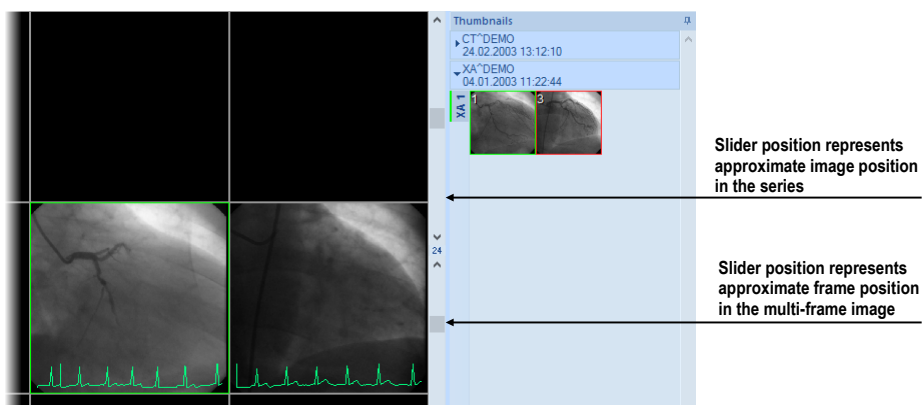 Thumbnails
CT^DEMO
24.02.2003 13:12:10
XA^DEMO
04.01.2003 11:22:44
XA 1
1
3
Slider position represents
approximate image position
in the series
24
Slider position represents
approximate frame position
in the multi-frame image